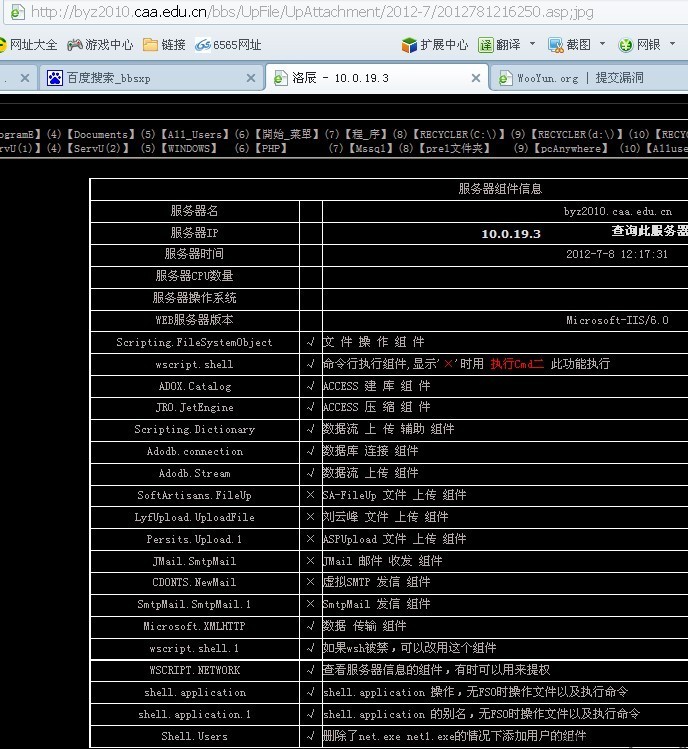 http://byz2010.caa.edu.cn/bbs/UpFile/UpAttachment/2012-7/2012781216250.asp;jpg
网址大全 游戏中心 链接 6565网址 扩展中心 翻译 截图 网银
百度搜索_bbsxp 洛辰 - 10.0.19.3 WooYun.org | 提交漏洞
ogramE】(4)【Documents】(5)【All_Users】(6)【開始_菜單】(7)【程_序】(8)【RECYCLER(C:\)】(9)【RECYCLER(d:\)】(10)【RECY
rvU(1)】(4)【ServU(2)】(5)【WINDOWS】(6)【PHP】(7)【Mssql】(8)【prel文件夹】(9)【pcAnywhere】(10)【Alluse
服务器组件信息
服务器名 byz2010.caa.edu.cn
服务器IP 10.0.19.3 查询此服务器
服务器时间 2012-7-8 12:17:31
服务器CPU数量
服务器操作系统
WEB服务器版本 Microsoft-IIS/6.0
Scripting.FileSystemObject √ 文 件 操 作 组 件
wscript.shell √ 命令行执行组件,显示'×'时用 执行Cmd二 此功能执行
ADOX.Catalog √ ACCESS 建 库 组 件
JRO.JetEngine √ ACCESS 压 缩 组 件
Scripting.Dictionary √ 数据流 上 传 辅助 组件
Adodb.connection √ 数据库 连接 组件
Adodb.Stream √ 数据流 上传 组件
SoftArtisans.FileUp × SA-FileUp 文件 上传 组件
LyfUpload.UploadFile × 刘云峰 文件 上传 组件
Persits.Upload.1 × ASPUpload 文件 上传 组件
JMail.SmtpMail × JMail 邮件 收发 组件
CDONTS.NewMail × 虚拟SMTP 发信 组件
SmtpMail.SmtpMail.1 × SmtpMail 发信 组件
Microsoft.XMLHTTP √ 数据 传输 组件
wscript.shell.1 √ 如果wsh被禁，可以改用这个组件
WSCRIPT.NETWORK √ 查看服务器信息的组件，有时可以用来提权
shell.application √ shell.application 操作，无FSO时操作文件以及执行命令
shell.application.1 √ shell.application 的别名，无FSO时操作文件以及执行命令
Shell.Users √ 删除了net.exe net1.exe的情况下添加用户的组件